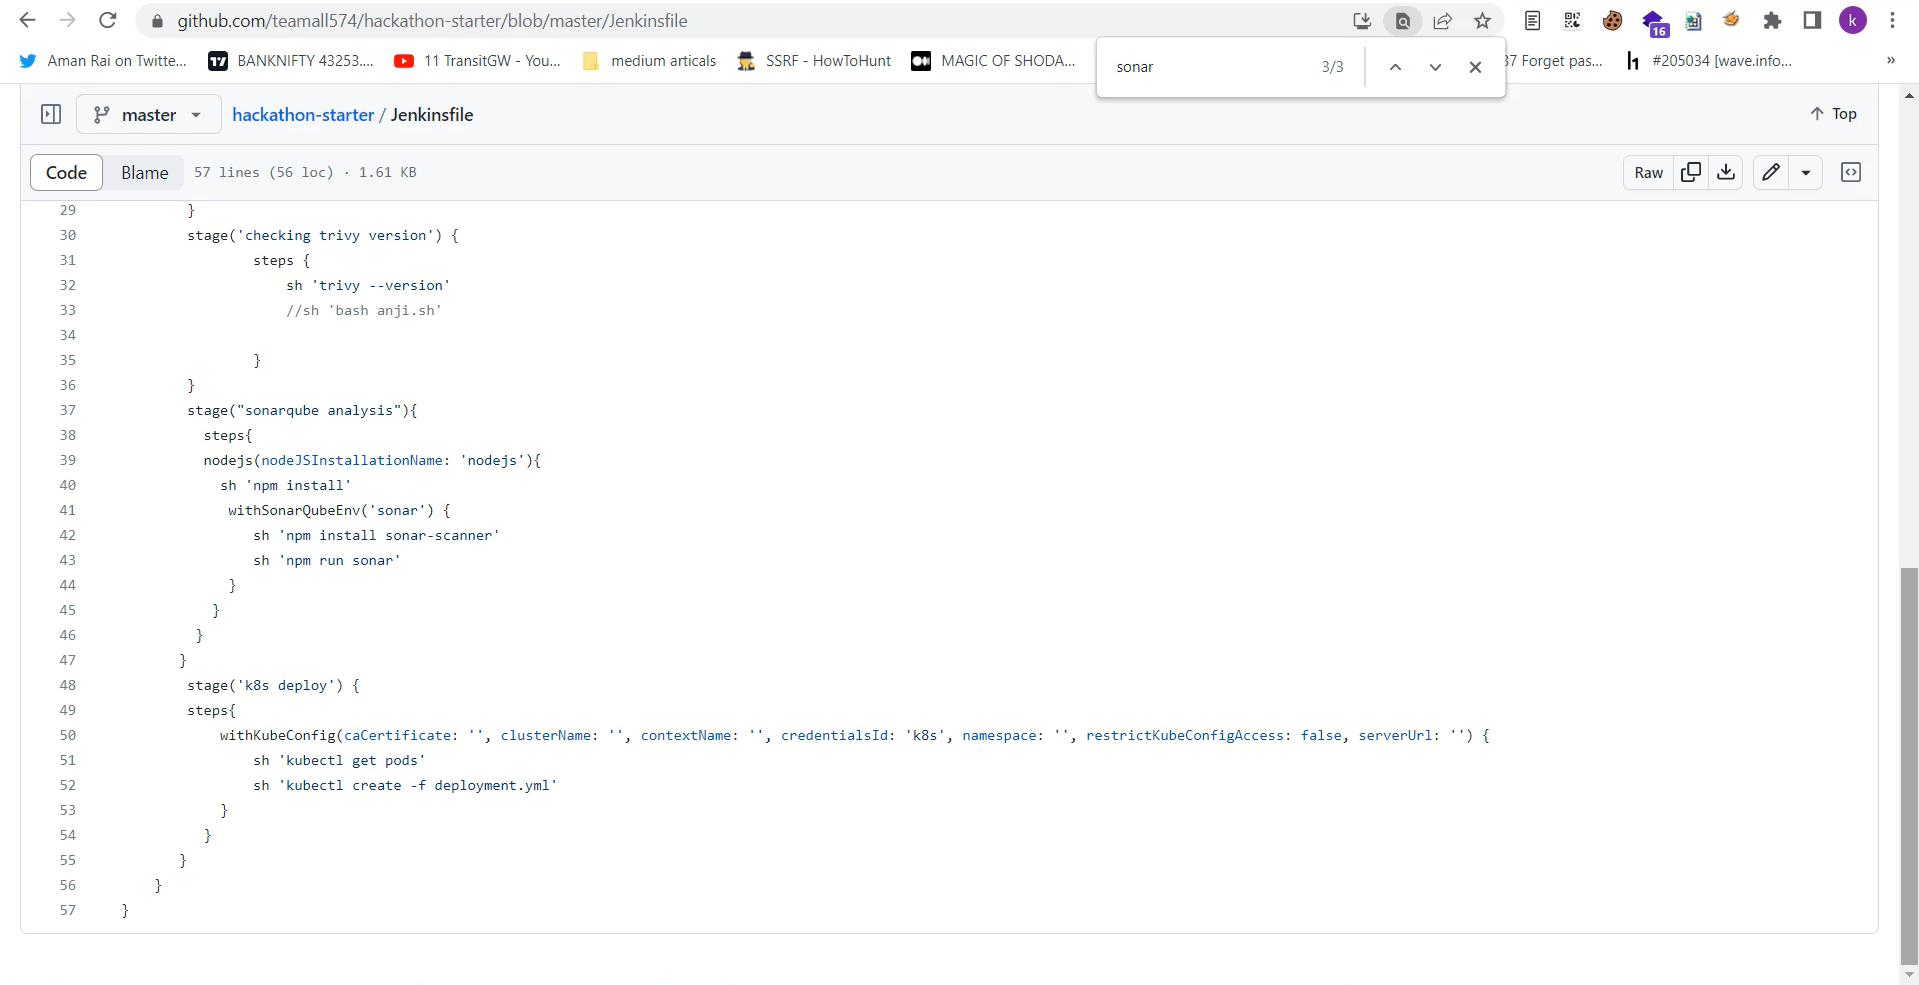 github.com/teamall574/hackathon-starter/blob/master/Jenkinsfile
16
k
Aman Rai on Twitte...
BANKNIFTY 43253....
11 TransitGW - You...
medium articals
SSRF - HowToHunt
MAGIC OF SHODA...
37 Forget pas...
#205034 [wave.info...
»
sonar
3/3
master
hackathon-starter / Jenkinsfile
Top
Code
Blame
57 lines (56 loc) · 1.61 KB
Raw
29 }
30 stage('checking trivy version') {
31 steps {
32 sh 'trivy --version'
33 //sh 'bash anji.sh'
34
35 }
36 }
37 stage("sonarqube analysis"){
38 steps{
39 nodejs(nodeJSInstallationName: 'nodejs'){
40 sh 'npm install'
41 withSonarQubeEnv('sonar') {
42 sh 'npm install sonar-scanner'
43 sh 'npm run sonar'
44 }
45 }
46 }
47 }
48 stage('k8s deploy') {
49 steps{
50 withKubeConfig(caCertificate: '', clusterName: '', contextName: '', credentialsId: 'k8s', namespace: '', restrictKubeConfigAccess: false, serverUrl: '') {
51 sh 'kubectl get pods'
52 sh 'kubectl create -f deployment.yml'
53 }
54 }
55 }
56 }
57 }